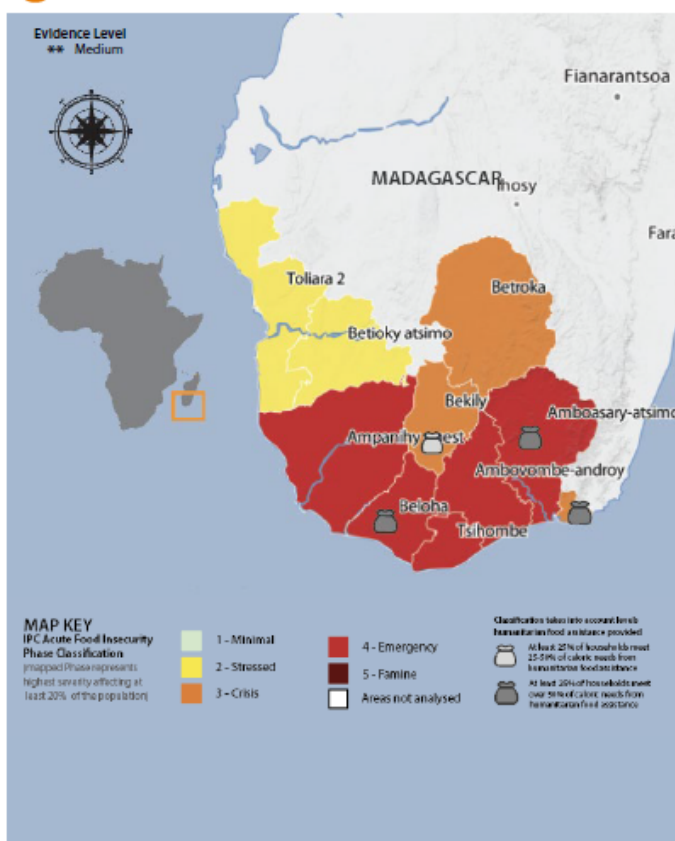 Evidence Level
** Medium
Fianarantsoa
MADAGASCAR
Ihosy
Fara
Toliara 2
Betroka
Betioky atsimo
Bekily
Amboasary-atsimo
Ampanihy est
Ambovombe-androy
Beloha
Tsihombe
MAP KEY
IPC Acute Food Insecurity
Phase Classification
(mapped Phase represents
highest severity affecting at
least 20% of the population)
1 - Minimal
2 - Stressed
3 - Crisis
4 - Emergency
5 - Famine
Areas not analysed
Classification takes into account levels
humanitarian food assistance provided
At least 25% of households meet
25-50% of caloric needs from
humanitarian food assistance
At least 25% of households meet
over 50% of caloric needs from
humanitarian food assistance